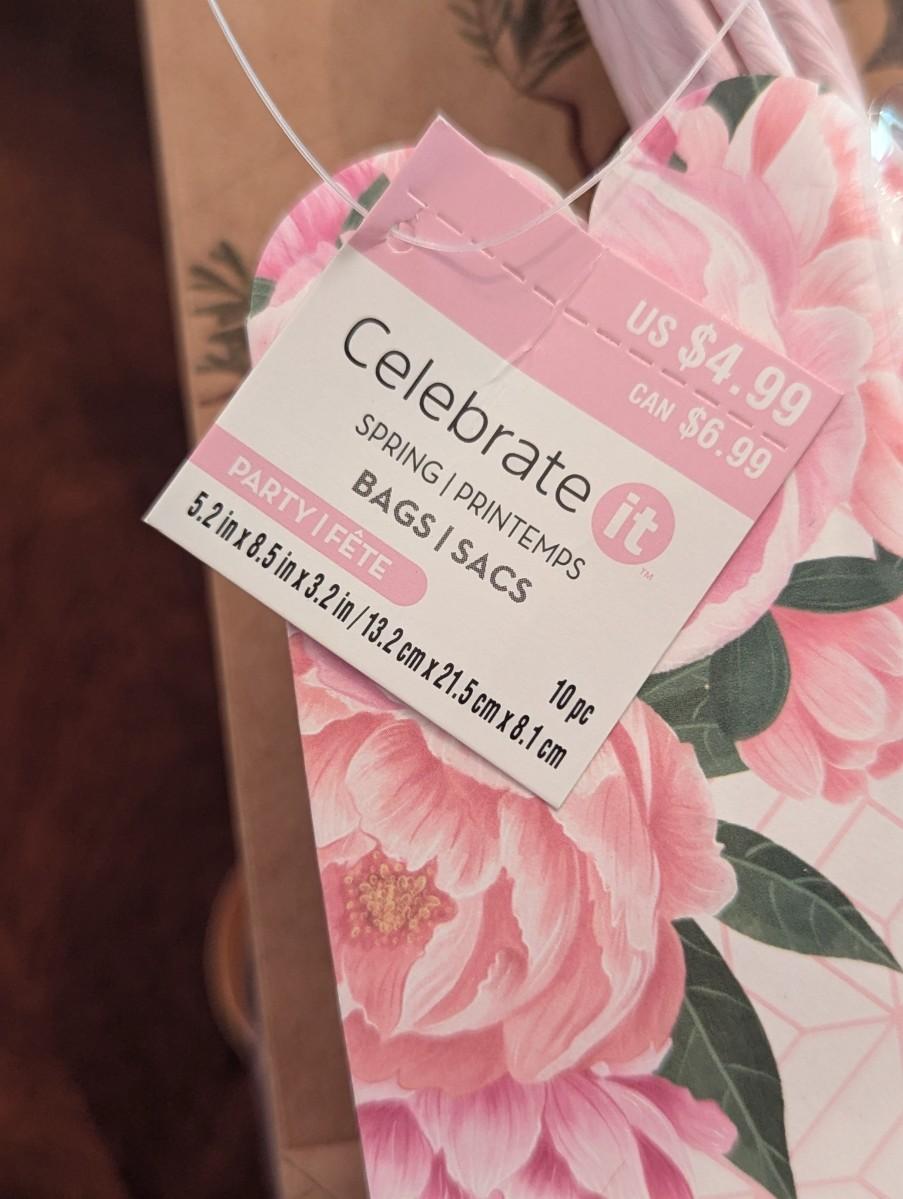 US $4.99
CAN $6.99
Celebrate it™
SPRING | PRINTEMPS
BAGS | SACS
PARTY | FÊTE
10 pc
5.2 in x 8.5 in x 3.2 in / 13.2 cm x 21.5 cm x 8.1 cm